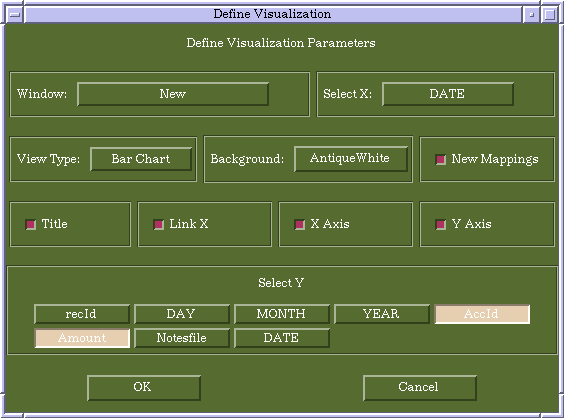 Define Visualization
Define Visualization Parameters
Window: New Select X: DATE
View Type: Bar Chart Background: AntiqueWhite New Mappings
Title Link X X Axis Y Axis
Select Y
recId DAY MONTH YEAR AccId
Amount Notesfile DATE
OK Cancel